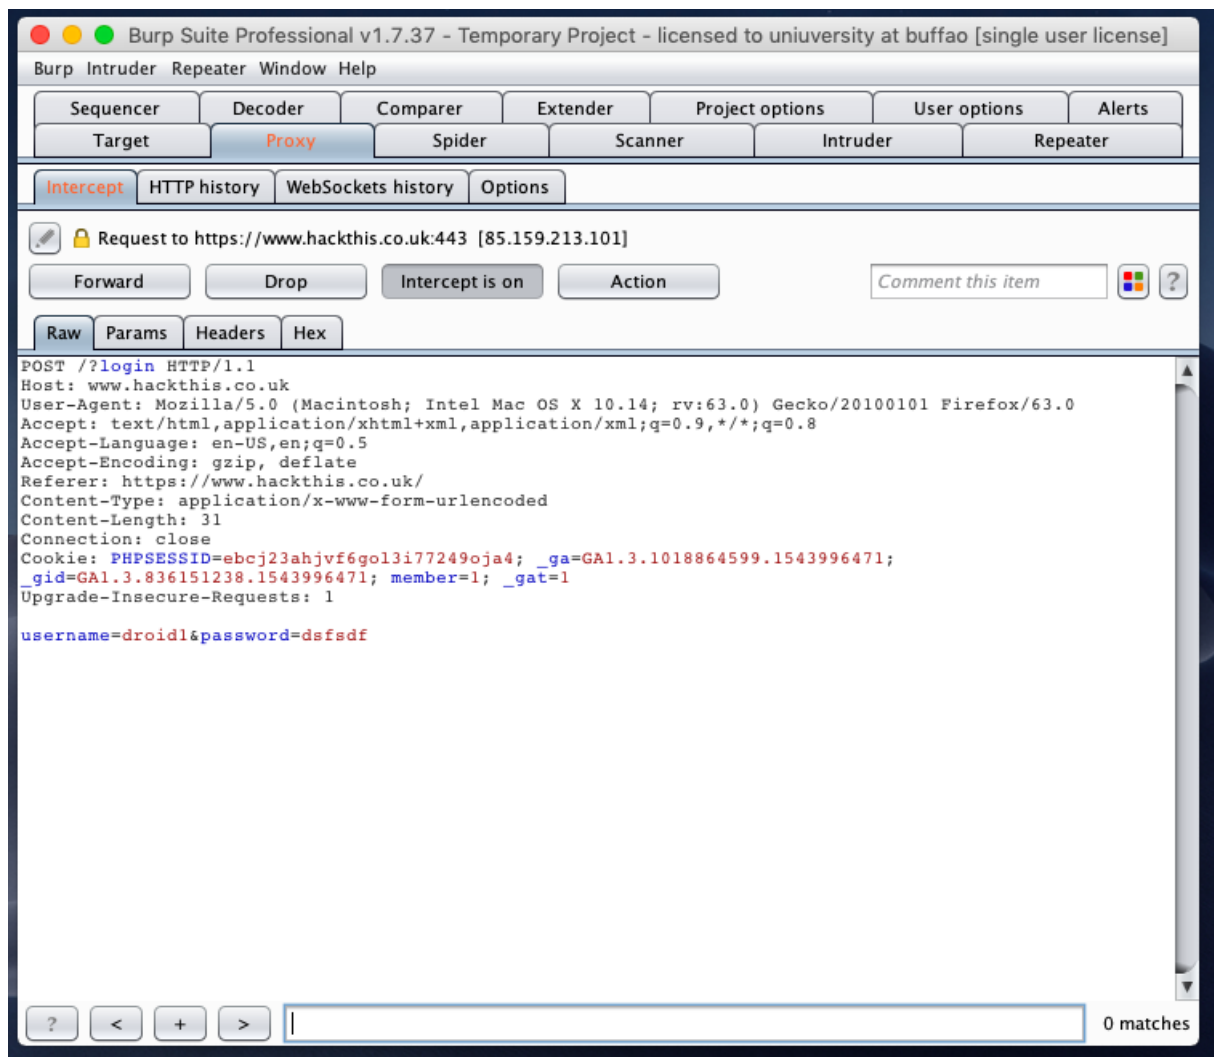 Burp Suite Professional v1.7.37 - Temporary Project - licensed to uniuversity at buffao [single user license]
Burp Intruder Repeater Window Help
Sequencer Decoder Comparer Extender Project options User options Alerts
Target Proxy Spider Scanner Intruder Repeater
Intercept HTTP history WebSockets history Options
Request to https://www.hackthis.co.uk:443 [85.159.213.101]
Forward Drop Intercept is on Action Comment this item ?
Raw Params Headers Hex
POST /?login HTTP/1.1
Host: www.hackthis.co.uk
User-Agent: Mozilla/5.0 (Macintosh; Intel Mac OS X 10.14; rv:63.0) Gecko/20100101 Firefox/63.0
Accept: text/html,application/xhtml+xml,application/xml;q=0.9,*/*;q=0.8
Accept-Language: en-US,en;q=0.5
Accept-Encoding: gzip, deflate
Referer: https://www.hackthis.co.uk/
Content-Type: application/x-www-form-urlencoded
Content-Length: 31
Connection: close
Cookie: PHPSESSID=ebcj23ahjvf6gol3i77249oja4; _ga=GA1.3.1018864599.1543996471;
_gid=GA1.3.836151238.1543996471; member=1; _gat=1
Upgrade-Insecure-Requests: 1
username=droid1&password=dsfsdf
? < + > 0 matches